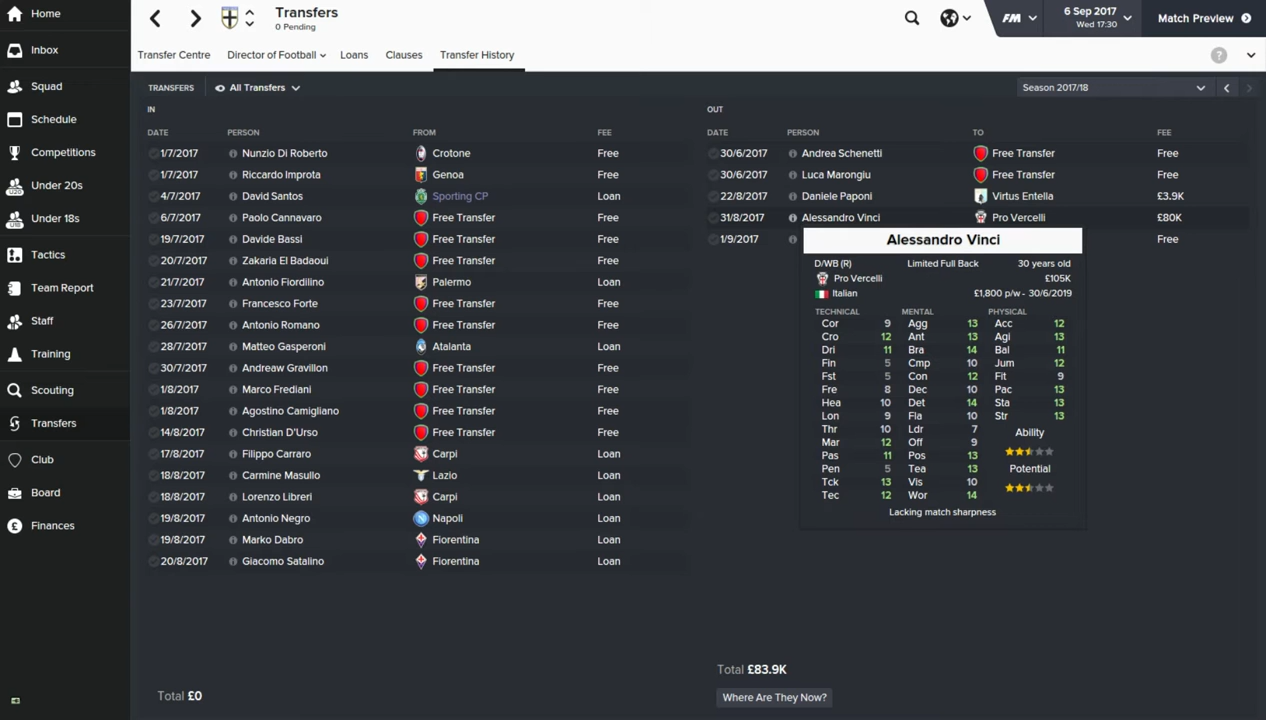 Home
Inbox
Squad
Schedule
Competitions
Under 20s
Under 18s
Tactics
Team Report
Staff
Training
Scouting
Transfers
Club
Board
Finances
Transfers
0 Pending
FM
6 Sep 2017
Wed 17:30
Match Preview
Transfer Centre Director of Football Loans Clauses Transfer History
?
TRANSFERS All Transfers Season 2017/18
IN
DATE PERSON FROM FEE
1/7/2017 Nunzio Di Roberto Crotone Free
1/7/2017 Riccardo Improta Genoa Free
4/7/2017 David Santos Sporting CP Loan
6/7/2017 Paolo Cannavaro Free Transfer Free
19/7/2017 Davide Bassi Free Transfer Free
20/7/2017 Zakaria El Badaoui Free Transfer Free
21/7/2017 Antonio Fiordilino Palermo Loan
23/7/2017 Francesco Forte Free Transfer Free
26/7/2017 Antonio Romano Free Transfer Free
28/7/2017 Matteo Gasperoni Atalanta Loan
30/7/2017 Andreaw Gravillon Free Transfer Free
1/8/2017 Marco Frediani Free Transfer Free
1/8/2017 Agostino Camigliano Free Transfer Free
14/8/2017 Christian D'Urso Free Transfer Free
17/8/2017 Filippo Carraro Carpi Loan
18/8/2017 Carmine Masullo Lazio Loan
18/8/2017 Lorenzo Libreri Carpi Loan
19/8/2017 Antonio Negro Napoli Loan
19/8/2017 Marko Dabro Fiorentina Loan
20/8/2017 Giacomo Satalino Fiorentina Loan
Total £0
OUT
DATE PERSON TO FEE
30/6/2017 Andrea Schenetti Free Transfer Free
30/6/2017 Luca Marongiu Free Transfer Free
22/8/2017 Daniele Paponi Virtus Entella £3.9K
31/8/2017 Alessandro Vinci Pro Vercelli £80K
1/9/2017 Free
Alessandro Vinci
D/WB (R) Limited Full Back 30 years old
Pro Vercelli £105K
Italian £1,800 p/w - 30/6/2019
TECHNICAL MENTAL PHYSICAL
Cor 9 Agg 13 Acc 12
Cro 12 Ant 13 Agi 13
Dri 11 Bra 14 Bal 11
Fin 5 Cmp 10 Jum 12
Fst 5 Con 12 Fit 9
Fre 8 Dec 10 Pac 13
Hea 10 Det 14 Sta 13
Lon 9 Fla 10 Str 13
Thr 10 Ldr 7
Mar 12 Off 9
Pas 11 Pos 13
Pen 5 Tea 13
Tck 13 Vis 10
Tec 12 Wor 14
Ability
Potential
Lacking match sharpness
Total £83.9K
Where Are They Now?